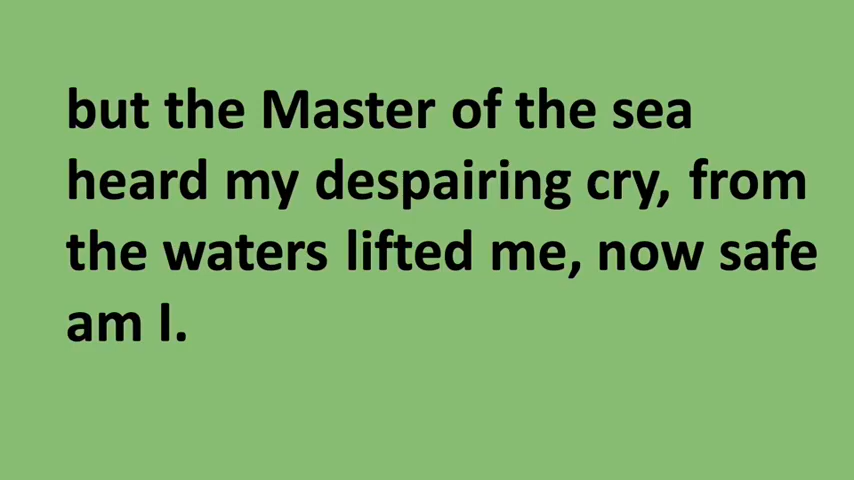 but the Master of the sea
heard my despairing cry, from
the waters lifted me, now safe
am I.